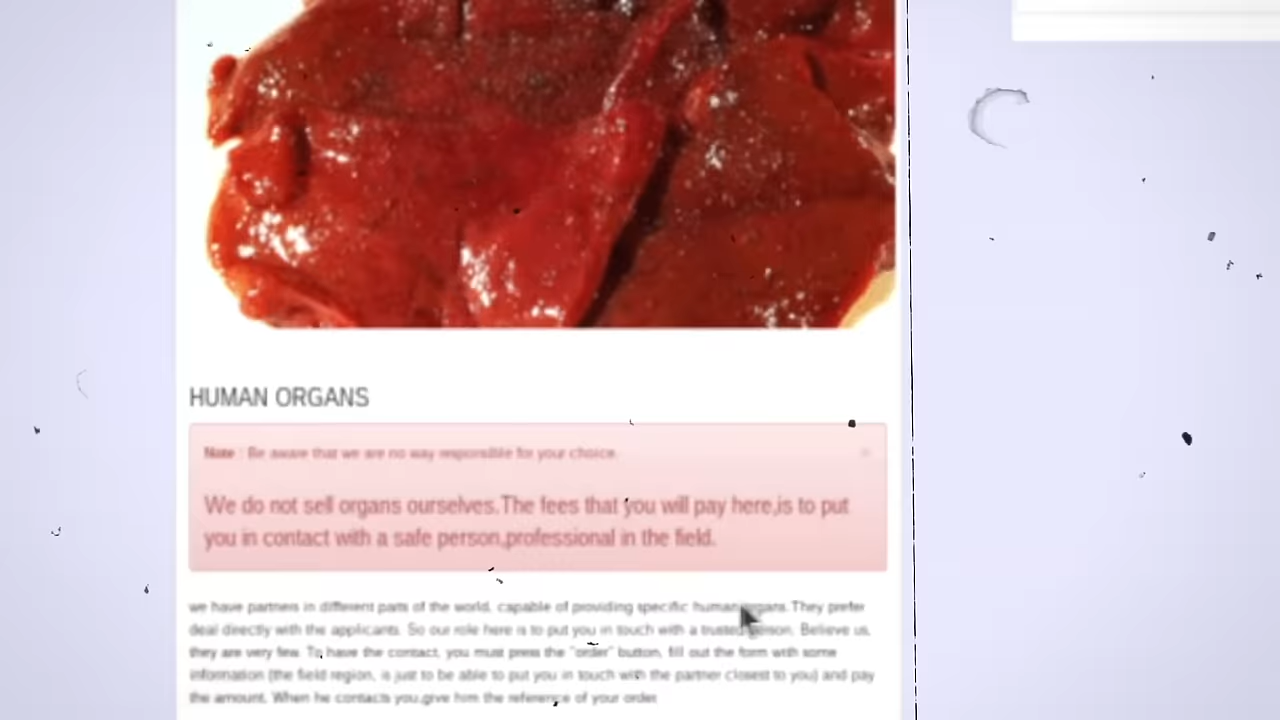 HUMAN ORGANS
Note : Be aware that we are no way responsible for your choice.
We do not sell organs ourselves.The fees that you will pay here,is to put
you in contact with a safe person,professional in the field.
we have partners in different parts of the world, capable of providing specific human organs.They prefer
deal directly with the applicants. So our role here is to put you in touch with a trusted person. Believe us,
they are very few. To have the contact, you must press the "order" button, fill out the form with some
information (the field region, is just to be able to put you in touch with the partner closest to you) and pay
the amount. When he contacts you,give him the reference of your order